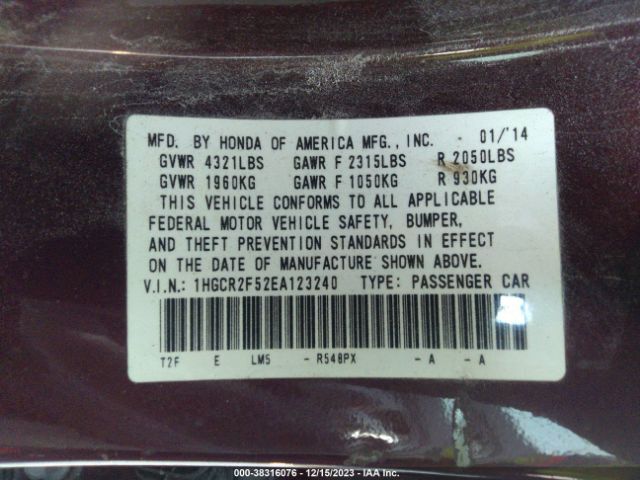 MFD. BY HONDA OF AMERICA MFG., INC. - 01/'14
GVWR 4321LBS GAWR F 2315LBS R 2050LBS
GVWR 1960KG GAWR F 1050KG R 930KG
THIS VEHICLE CONFORMS TO ALL APPLICABLE
FEDERAL MOTOR VEHICLE SAFETY, BUMPER,
AND THEFT PREVENTION STANDARDS IN EFFECT
ON THE DATE OF MANUFACTURE SHOWN ABOVE.
V.I.N.: 1HGCR2F52EA123240 TYPE: PASSENGER CAR
T2F E LM5 - R548PX - A - A
000-38316076 - 12/15/2023 - IAA Inc.